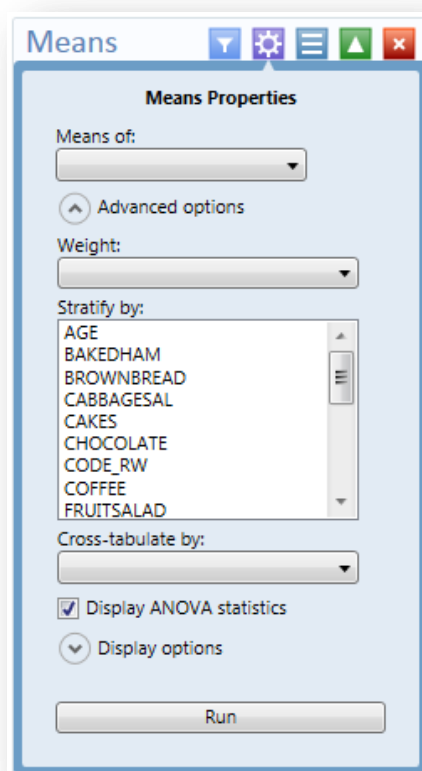 Means
Means Properties
Means of:
Advanced options
Weight:
Stratify by:
AGE
BAKEDHAM
BROWNBREAD
CABBAGESAL
CAKES
CHOCOLATE
CODE_RW
COFFEE
FRUITSALAD
Cross-tabulate by:
Display ANOVA statistics
Display options
Run